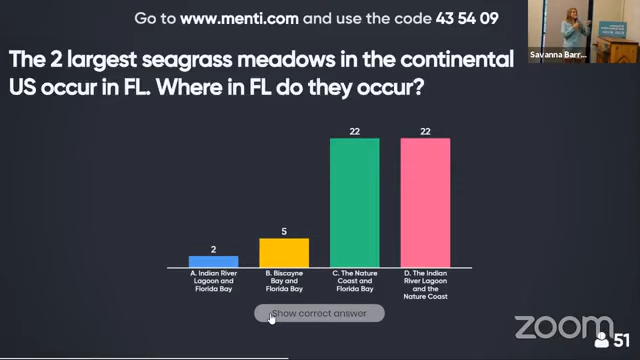 Go to www.menti.com and use the code 43 54 09
Savanna Barr...
The 2 largest seagrass meadows in the continental
US occur in FL. Where in FL do they occur?
2
5
22
22
A. Indian River
Lagoon and
Florida Bay
B. Biscayne
Bay and
Florida Bay
C. The Nature
Coast and
Florida Bay
D. The Indian
River Lagoon
and the
Nature Coast
Show correct answer
zoom
51